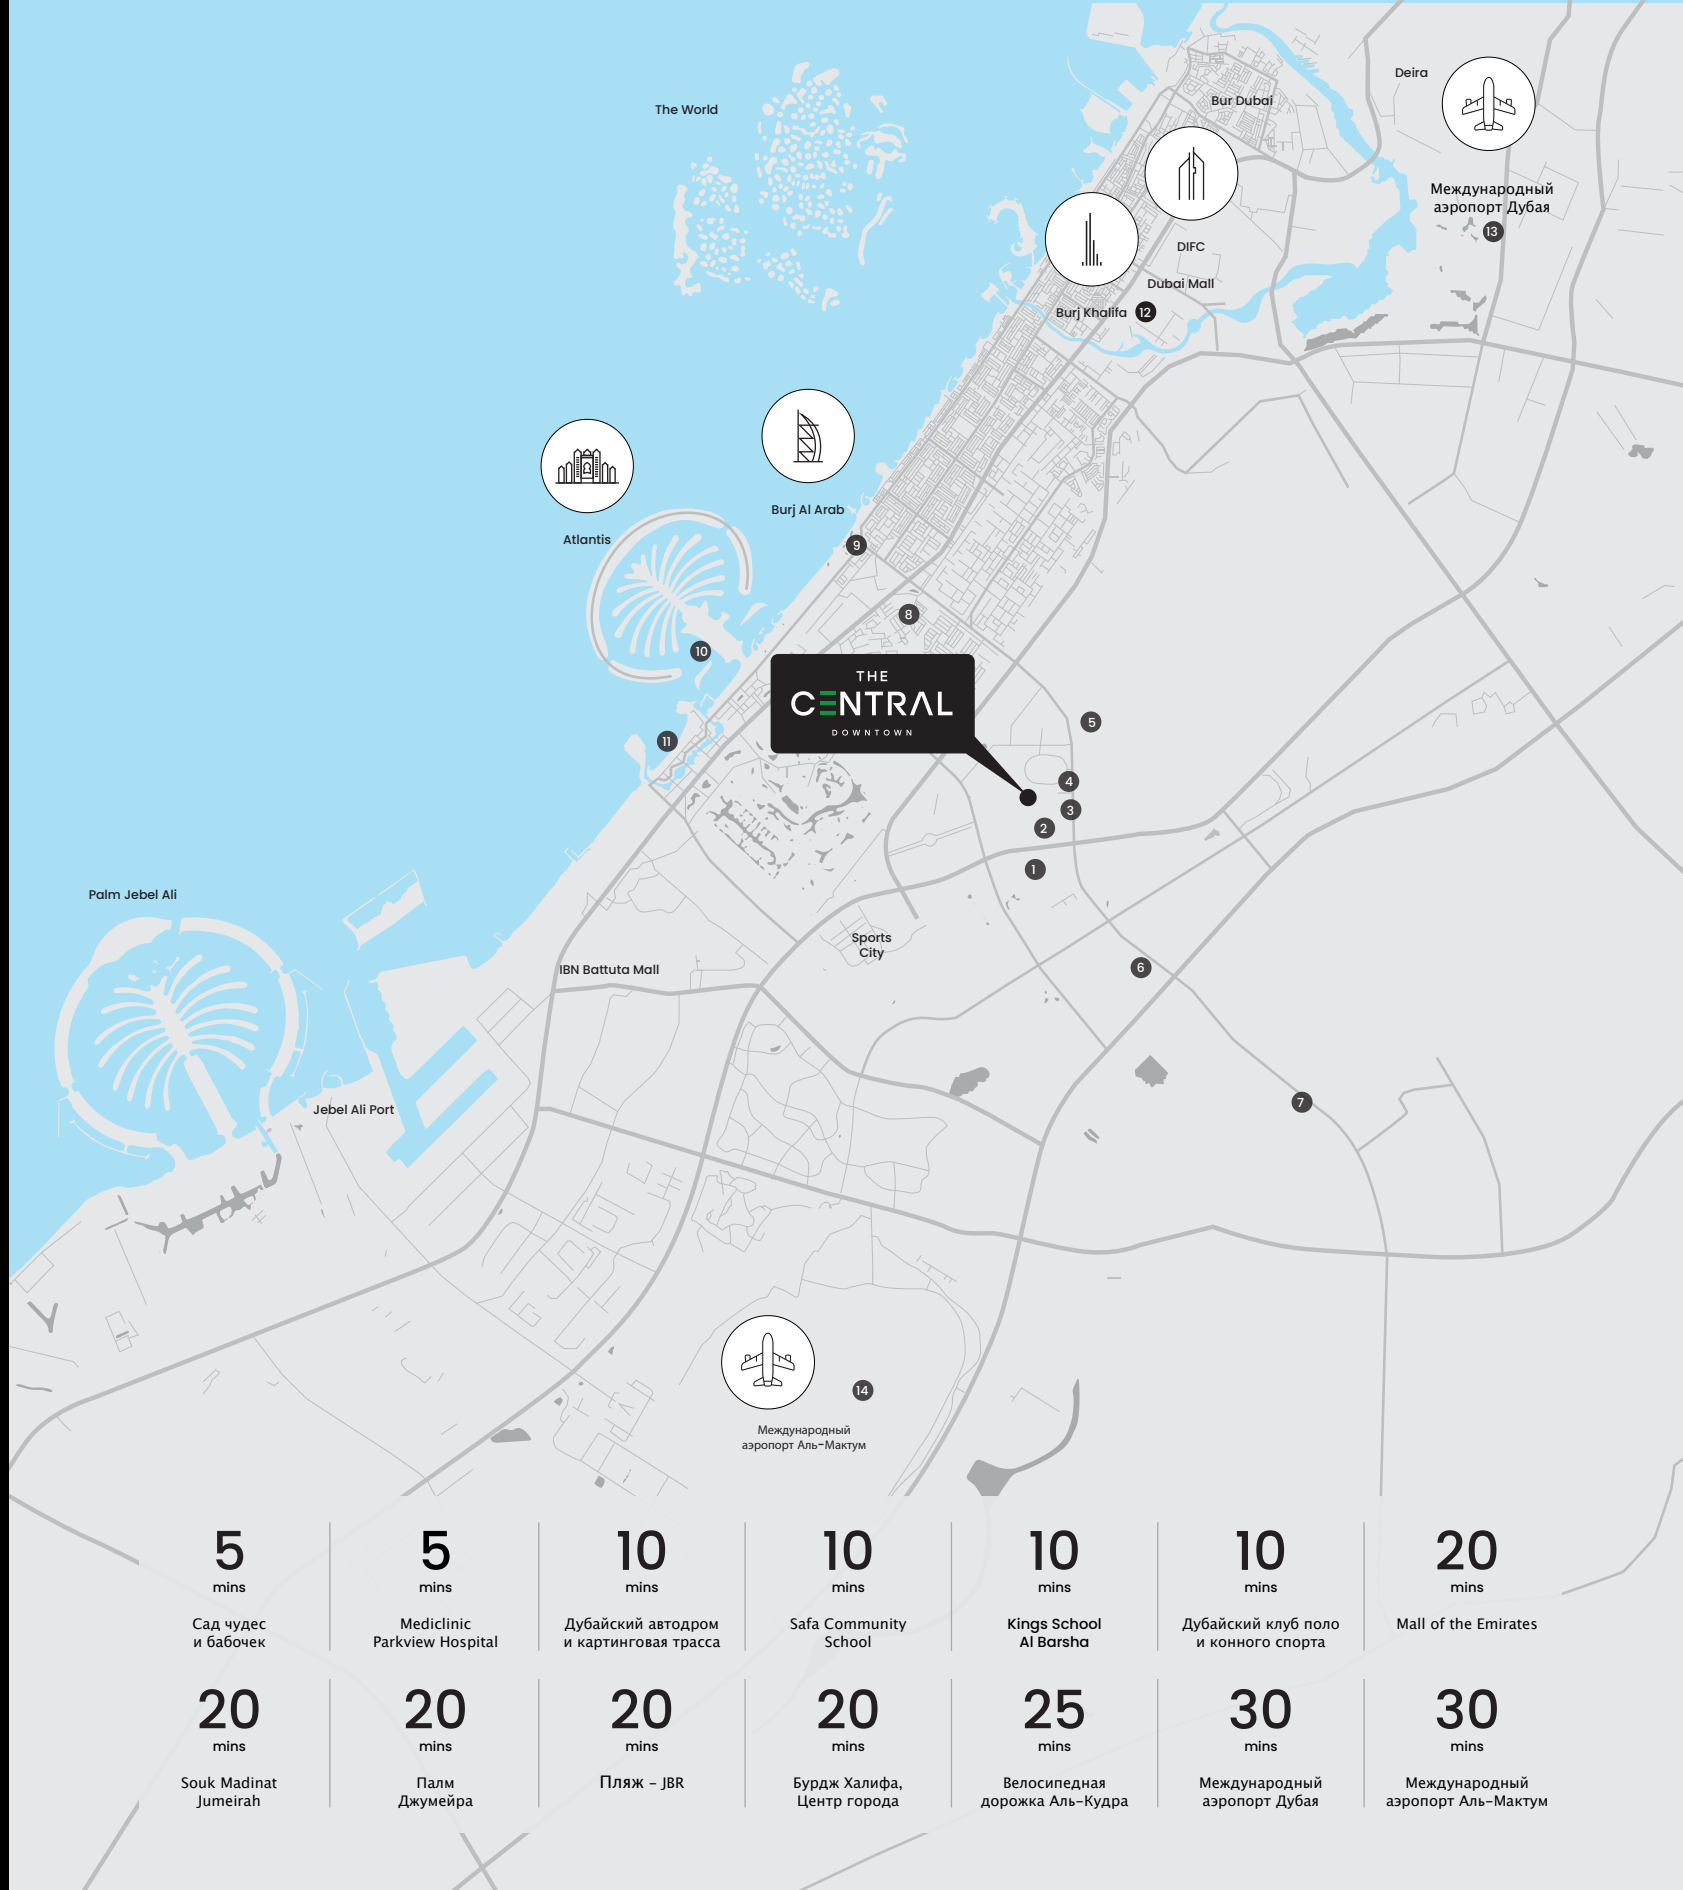 Deira
The World
Bur Dubai
Международный
аэропорт Дубая
13
DIFC
Dubai Mall
Burj Khalifa
12
Burj Al Arab
Atlantis
9
8
10
THE
CENTRAL
DOWNTOWN
5
11
4
3
2
1
Palm Jebel Ali
Sports
City
IBN Battuta Mall
6
7
Jebel Ali Port
14
Международный
аэропорт Аль-Мактум
5
mins
Сад чудес
и бабочек
5
mins
Mediclinic
Parkview Hospital
10
mins
Дубайский автодром
и картинговая трасса
10
mins
Safa Community
School
10
mins
Kings School
Al Barsha
10
mins
Дубайский клуб поло
и конного спорта
20
mins
Mall of the Emirates
20
mins
Souk Madinat
Jumeirah
20
mins
Палм
Джумейра
20
mins
Пляж - JBR
20
mins
Бурдж Халифа,
Центр города
25
mins
Велосипедная
дорожка Аль-Кудра
30
mins
Международный
аэропорт Дубая
30
mins
Международный
аэропорт Аль-Мактум